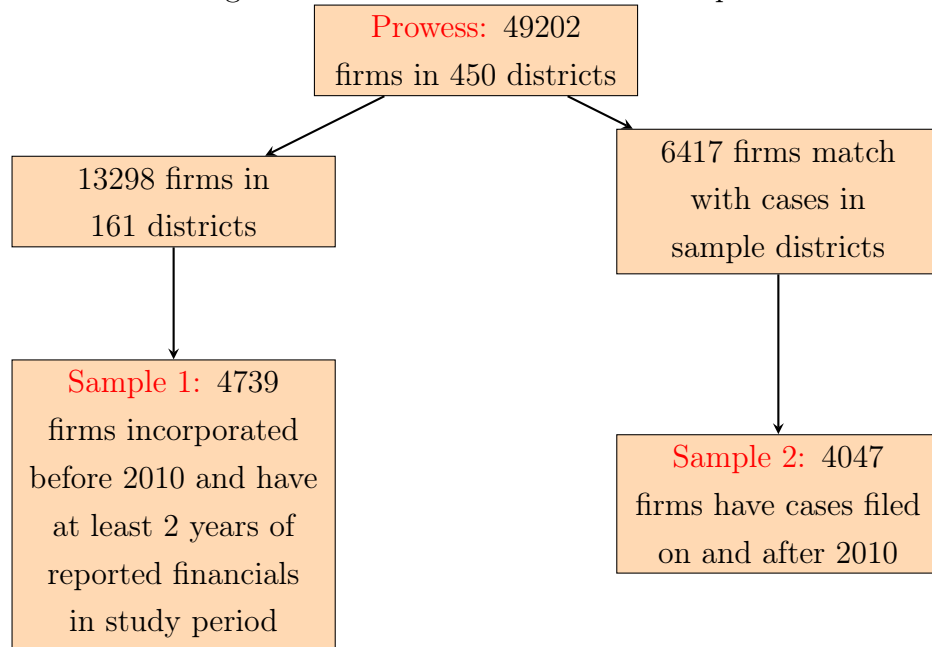 Prowess: 49202
firms in 450 districts
13298 firms in
161 districts
6417 firms match
with cases in
sample districts
Sample 1: 4739
firms incorporated
before 2010 and have
at least 2 years of
reported financials
in study period
Sample 2: 4047
firms have cases filed
on and after 2010